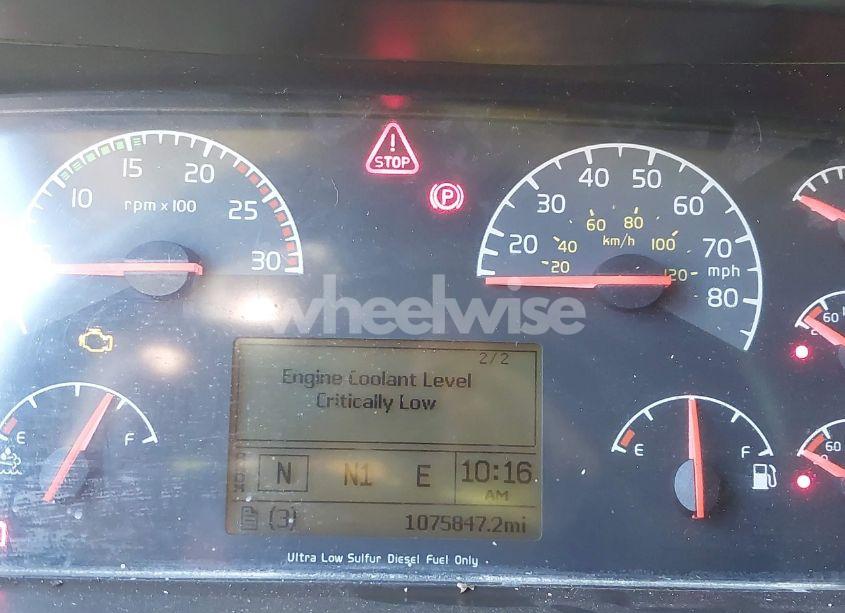 STOP
P
10
15
20
25
30
rpm x 100
20
30
40
50
60
70
80
mph
20
40
60
80
100
120
km/h
wheelwise
60
60
E
F
2/2
Engine Coolant Level
Critically Low
N N1 E 10:16
AM
(3) 1075847.2mi
E
F
Ultra Low Sulfur Diesel Fuel Only